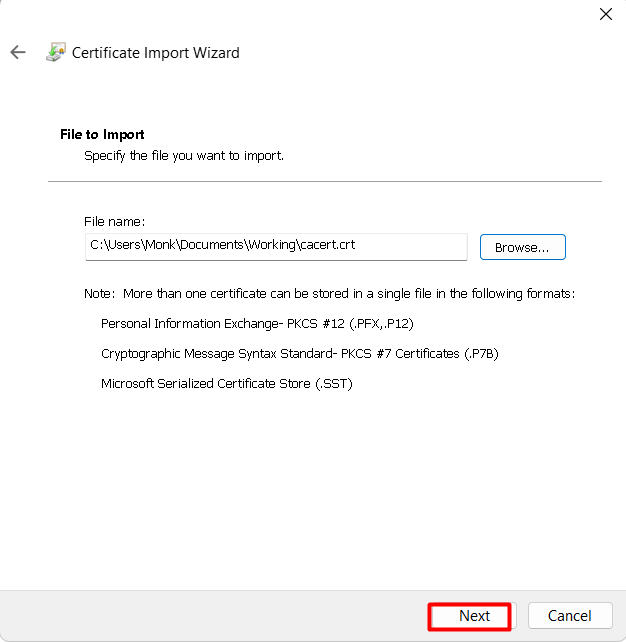 Certificate Import Wizard
File to Import
Specify the file you want to import.
File name:
C:\Users\Monk\Documents\Working\cacert.crt
Browse...
Note:  More than one certificate can be stored in a single file in the following formats:
Personal Information Exchange- PKCS #12 (.PFX,.P12)
Cryptographic Message Syntax Standard- PKCS #7 Certificates (.P7B)
Microsoft Serialized Certificate Store (.SST)
Next
Cancel